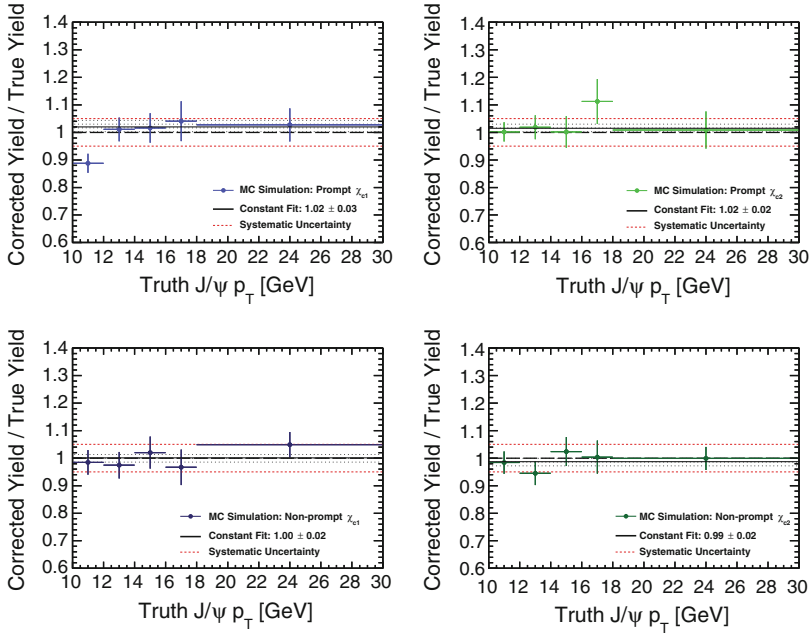 Corrected Yield / True Yield
1.4
1.3
1.2
1.1
1
0.9
0.8
0.7
0.6
MC Simulation: Prompt χc1
Constant Fit: 1.02 ± 0.03
Systematic Uncertainty
10 12 14 16 18 20 22 24 26 28 30
Truth J/ψ pT [GeV]
Corrected Yield / True Yield
1.4
1.3
1.2
1.1
1
0.9
0.8
0.7
0.6
MC Simulation: Prompt χc2
Constant Fit: 1.02 ± 0.02
Systematic Uncertainty
10 12 14 16 18 20 22 24 26 28 30
Truth J/ψ pT [GeV]
Corrected Yield / True Yield
1.4
1.3
1.2
1.1
1
0.9
0.8
0.7
0.6
MC Simulation: Non-prompt χc1
Constant Fit: 1.00 ± 0.02
Systematic Uncertainty
10 12 14 16 18 20 22 24 26 28 30
Truth J/ψ pT [GeV]
Corrected Yield / True Yield
1.4
1.3
1.2
1.1
1
0.9
0.8
0.7
0.6
MC Simulation: Non-prompt χc2
Constant Fit: 0.99 ± 0.02
Systematic Uncertainty
10 12 14 16 18 20 22 24 26 28 30
Truth J/ψ pT [GeV]